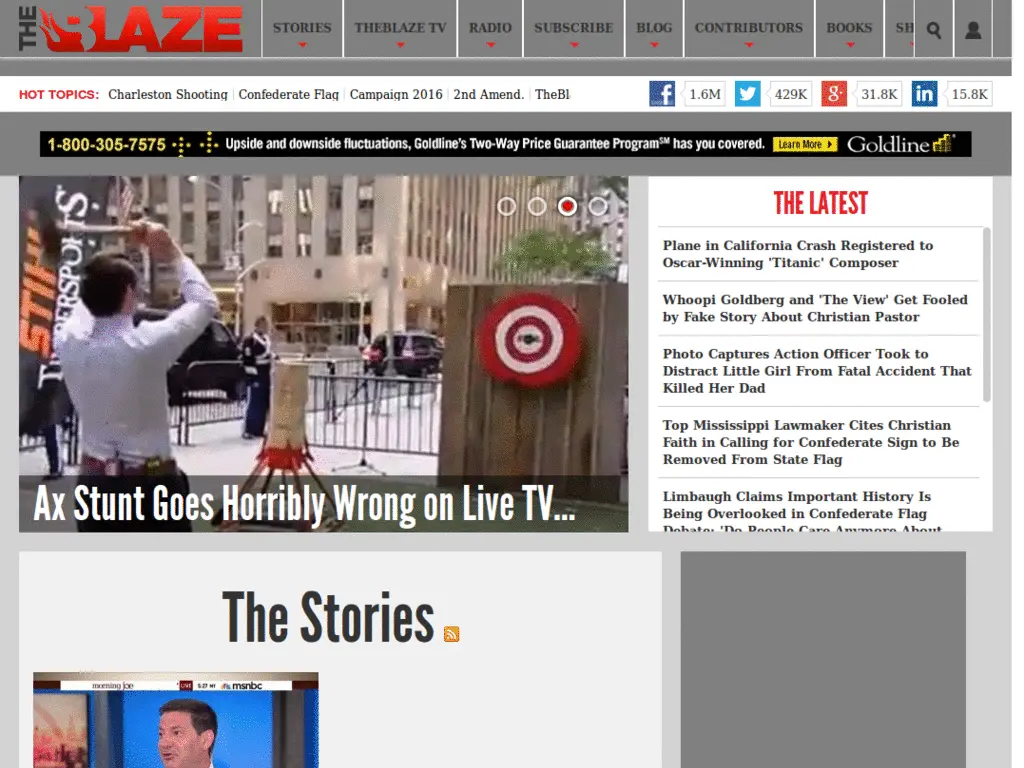 THE BLAZE
STORIES
THEBLAZE TV
RADIO
SUBSCRIBE
BLOG
CONTRIBUTORS
BOOKS
SH
HOT TOPICS: Charleston Shooting Confederate Flag Campaign 2016 2nd Amend. TheBl
1.6M
429K
31.8K
in 15.8K
1-800-305-7575 Upside and downside fluctuations, Goldline's Two-Way Price Guarantee Program℠ has you covered. Learn More Goldline
STIHL
TIMBERSPORTS
Ax Stunt Goes Horribly Wrong on Live TV...
THE LATEST
Plane in California Crash Registered to
Oscar-Winning 'Titanic' Composer
Whoopi Goldberg and 'The View' Get Fooled
by Fake Story About Christian Pastor
Photo Captures Action Officer Took to
Distract Little Girl From Fatal Accident That
Killed Her Dad
Top Mississippi Lawmaker Cites Christian
Faith in Calling for Confederate Sign to Be
Removed From State Flag
Limbaugh Claims Important History Is
Being Overlooked in Confederate Flag
Debate: 'Do People Care Anymore About
The Stories
morning joe LIVE 5:27 MT msnbc